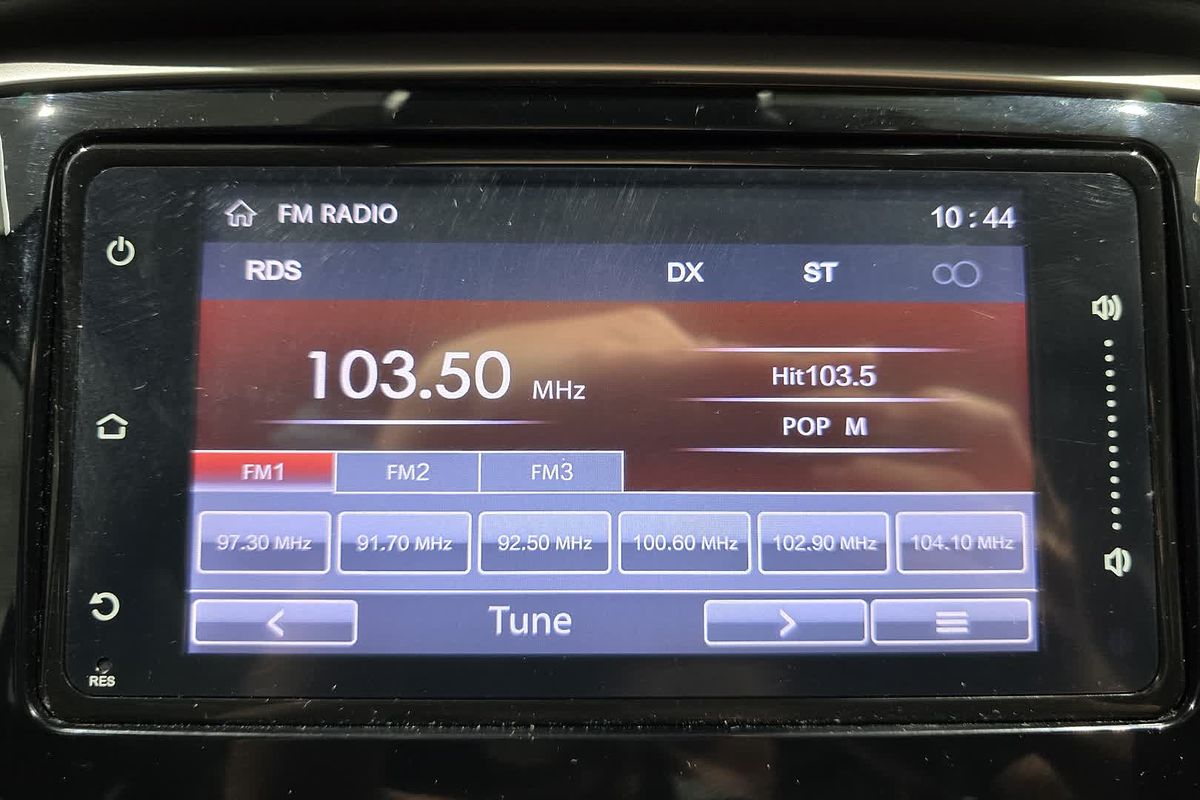 FM RADIO 10:44
RDS DX ST
103.50 MHz
Hit103.5
POP M
FM1 FM2 FM3
97.30 MHz 91.70 MHz 92.50 MHz 100.60 MHz 102.90 MHz 104.10 MHz
Tune
RES